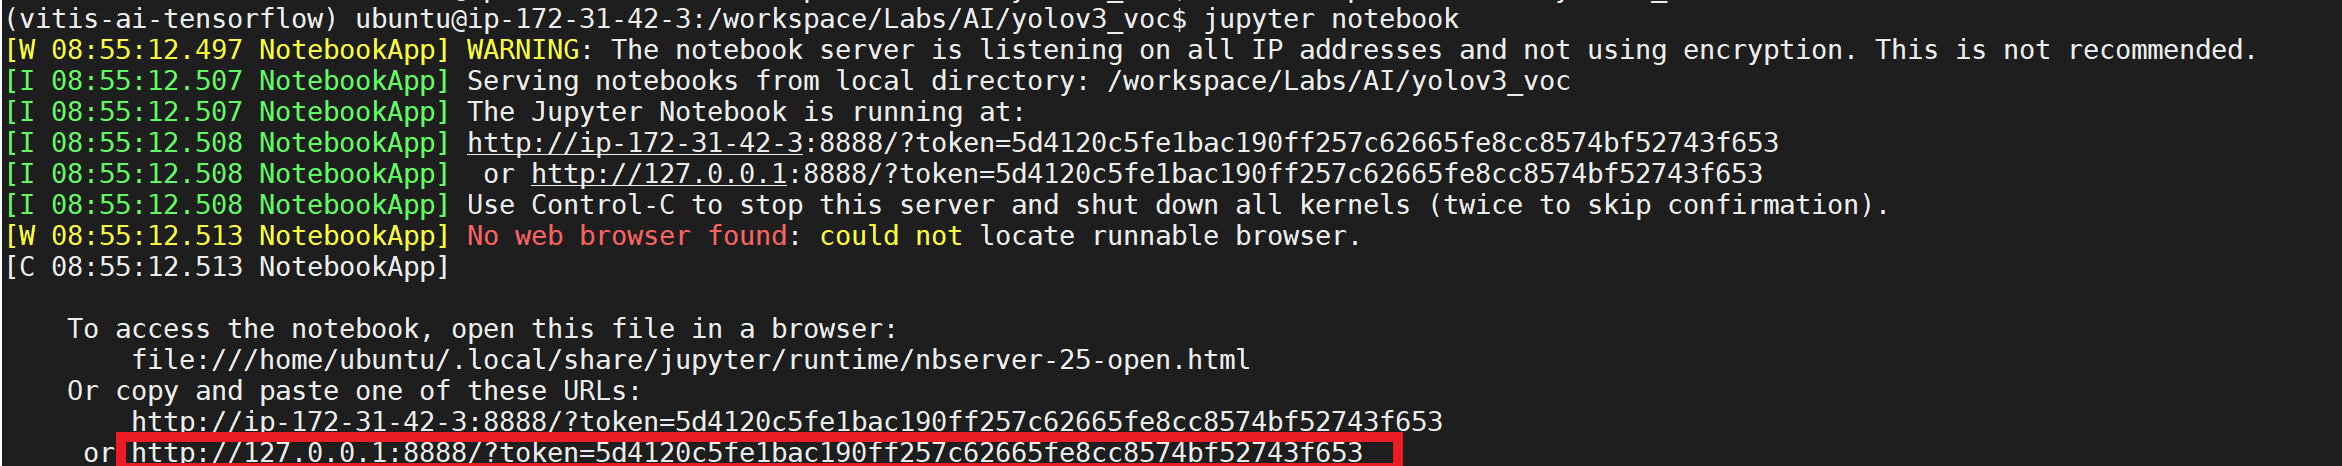 (vitis-ai-tensorflow) ubuntu@ip-172-31-42-3:/workspace/Labs/AI/yolov3_voc$ jupyter notebook
[W 08:55:12.497 NotebookApp] WARNING: The notebook server is listening on all IP addresses and not using encryption. This is not recommended.
[I 08:55:12.507 NotebookApp] Serving notebooks from local directory: /workspace/Labs/AI/yolov3_voc
[I 08:55:12.507 NotebookApp] The Jupyter Notebook is running at:
[I 08:55:12.508 NotebookApp] http://ip-172-31-42-3:8888/?token=5d4120c5fe1bac190ff257c62665fe8cc8574bf52743f653
[I 08:55:12.508 NotebookApp]  or http://127.0.0.1:8888/?token=5d4120c5fe1bac190ff257c62665fe8cc8574bf52743f653
[I 08:55:12.508 NotebookApp] Use Control-C to stop this server and shut down all kernels (twice to skip confirmation).
[W 08:55:12.513 NotebookApp] No web browser found: could not locate runnable browser.
[C 08:55:12.513 NotebookApp]
To access the notebook, open this file in a browser:
file:///home/ubuntu/.local/share/jupyter/runtime/nbserver-25-open.html
Or copy and paste one of these URLs:
http://ip-172-31-42-3:8888/?token=5d4120c5fe1bac190ff257c62665fe8cc8574bf52743f653
or http://127.0.0.1:8888/?token=5d4120c5fe1bac190ff257c62665fe8cc8574bf52743f653